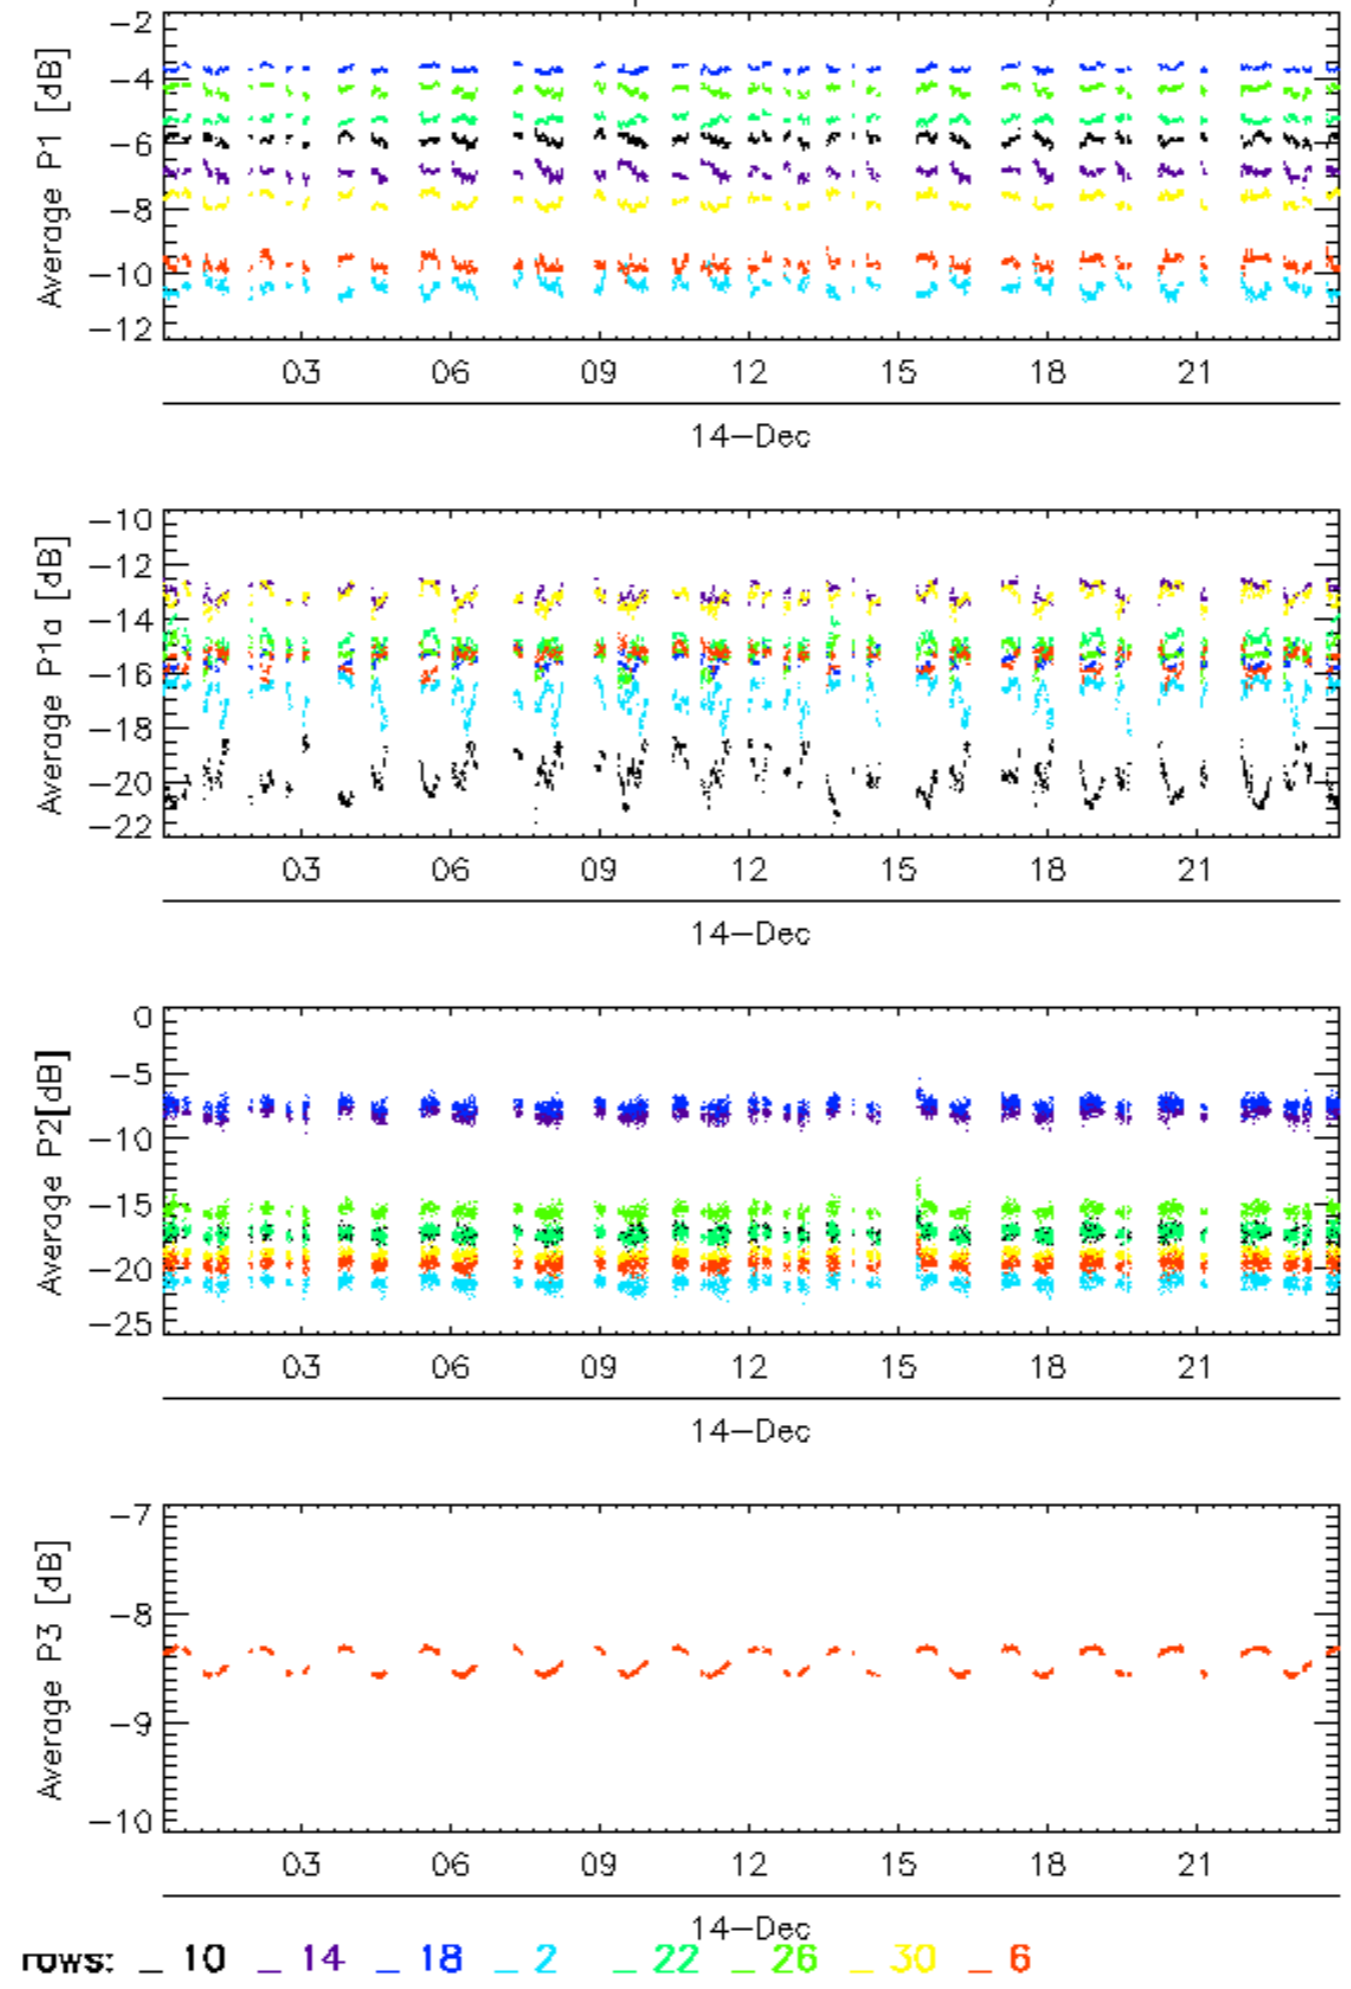 Average P1 [dB]
−2
−4
−6
−8
−10
−12
03 06 09 12 15 18 21
14−Dec
Average P1a [dB]
−10
−12
−14
−16
−18
−20
−22
03 06 09 12 15 18 21
14−Dec
Average P2[dB]
0
−5
−10
−15
−20
−25
03 06 09 12 15 18 21
14−Dec
Average P3 [dB]
−7
−8
−9
−10
03 06 09 12 15 18 21
14−Dec
rows: _ 10 _ 14 _ 18 _ 2 _ 22 _ 26 _ 30 _ 6